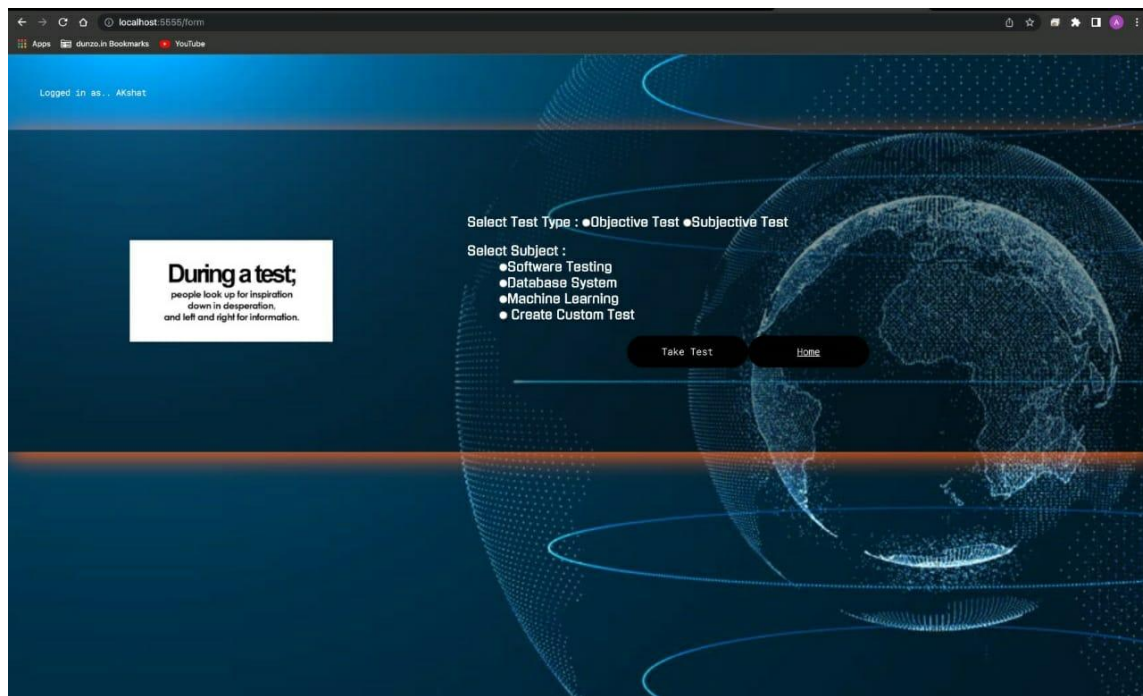 localhost:5555/form
A
Apps dunzo.in Bookmarks YouTube
Logged in as.. AKshat
Select Test Type : Objective Test Subjective Test
Select Subject :
Software Testing
Database System
Machine Learning
Create Custom Test
During a test;
people look up for inspiration
down in desperation,
and left and right for information.
Take Test Home